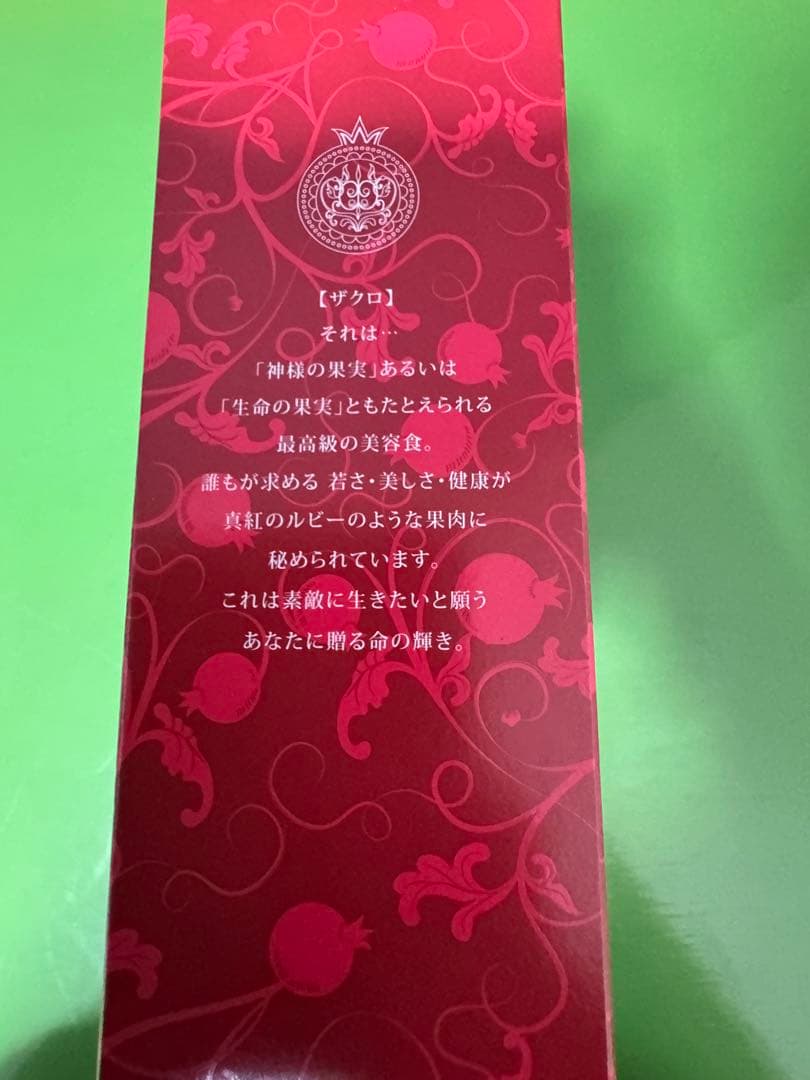 【ザクロ】
それは…
「神様の果実」あるいは
「生命の果実」ともたとえられる
最高級の美容食。
誰もが求める 若さ・美しさ・健康が
真紅のルビーのような果肉に
秘められています。
これは素敵に生きたいと願う
あなたに贈る命の輝き。